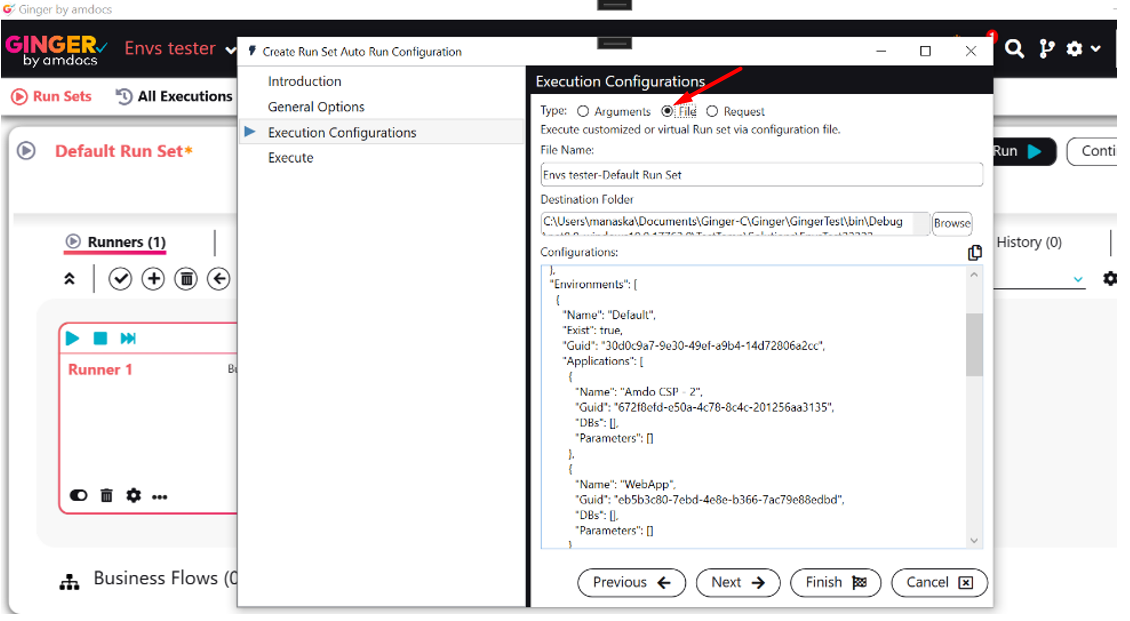 Ginger by amdocs
GINGER
by amdocs
Envs tester
1
Run Sets
All Executions
Default Run Set*
Run
Conti
Runners (1)
History (0)
Runner 1
Bu
Business Flows (0
Create Run Set Auto Run Configuration
Introduction
General Options
Execution Configurations
Execute
Execution Configurations
Type: Arguments File Request
Execute customized or virtual Run set via configuration file.
File Name:
Envs tester-Default Run Set
Destination Folder
C:\Users\manaska\Documents\Ginger-C\Ginger\GingerTest\bin\Debug
Browse
Configurations:
},
"Environments": [
{
"Name": "Default",
"Exist": true,
"Guid": "30d0c9a7-9e30-49ef-a9b4-14d72806a2cc",
"Applications": [
{
"Name": "Amdo CSP - 2",
"Guid": "672f8efd-e50a-4c78-8c4c-201256aa3135",
"DBs": [],
"Parameters": []
},
{
"Name": "WebApp",
"Guid": "eb5b3c80-7ebd-4e8e-b366-7ac79e88edbd",
"DBs": [],
"Parameters": []
}
Previous
Next
Finish
Cancel